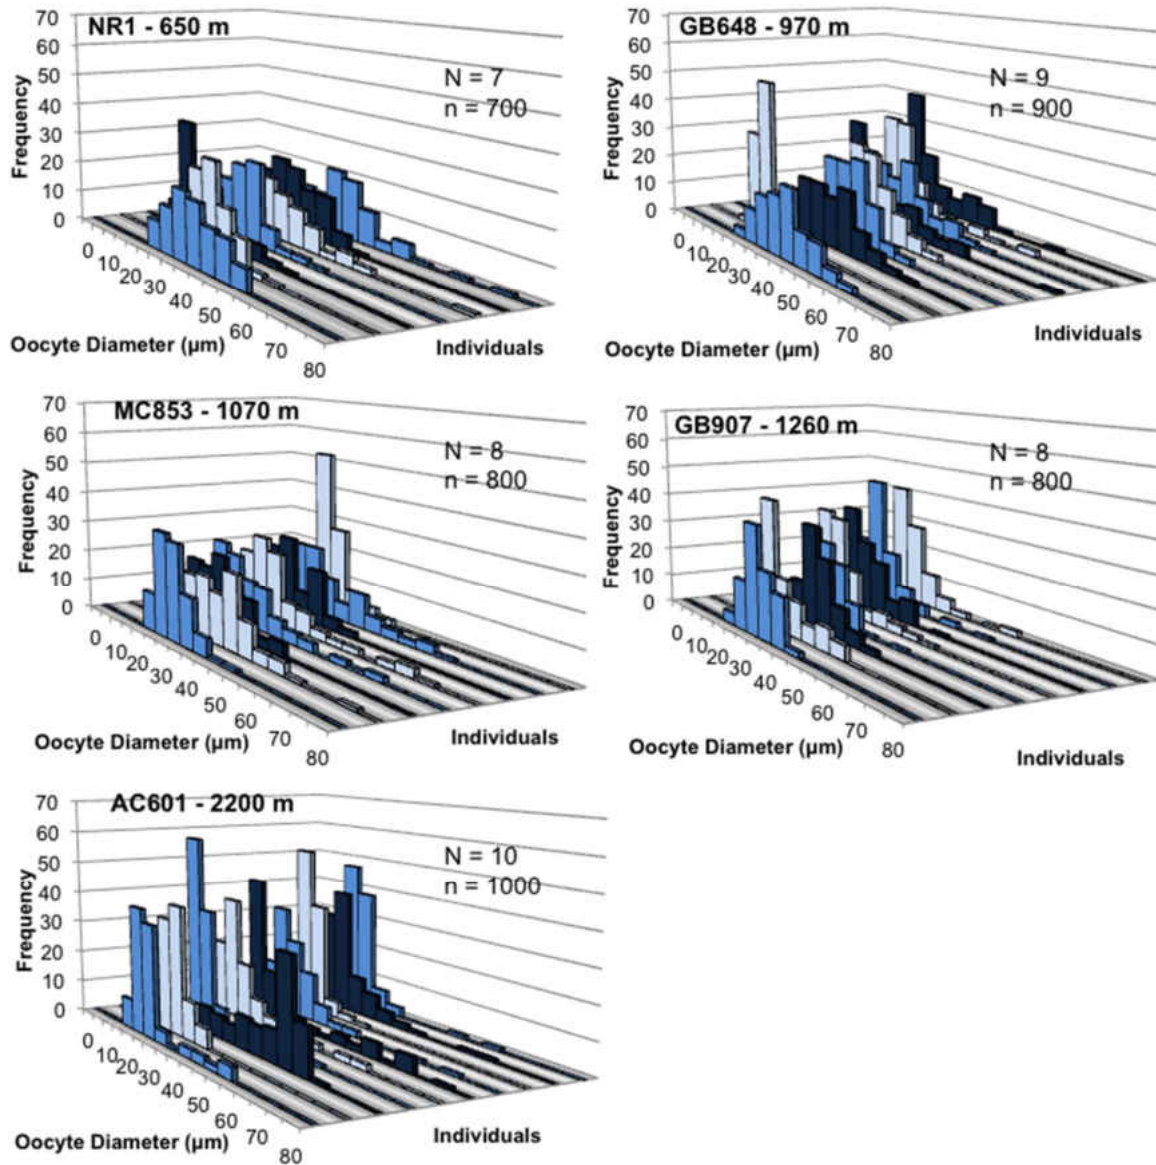 NR1 - 650 m
N = 7
n = 700
Frequency
70
60
50
40
30
20
10
0
0
10
20
30
40
50
60
70
80
Oocyte Diameter (µm)
Individuals
GB648 - 970 m
N = 9
n = 900
Frequency
70
60
50
40
30
20
10
0
0
10
20
30
40
50
60
70
80
Oocyte Diameter (µm)
Individuals
MC853 - 1070 m
N = 8
n = 800
Frequency
70
60
50
40
30
20
10
0
0
10
20
30
40
50
60
70
80
Oocyte Diameter (µm)
Individuals
GB907 - 1260 m
N = 8
n = 800
Frequency
70
60
50
40
30
20
10
0
0
10
20
30
40
50
60
70
80
Oocyte Diameter (µm)
Individuals
AC601 - 2200 m
N = 10
n = 1000
Frequency
70
60
50
40
30
20
10
0
0
10
20
30
40
50
60
70
80
Oocyte Diameter (µm)
Individuals